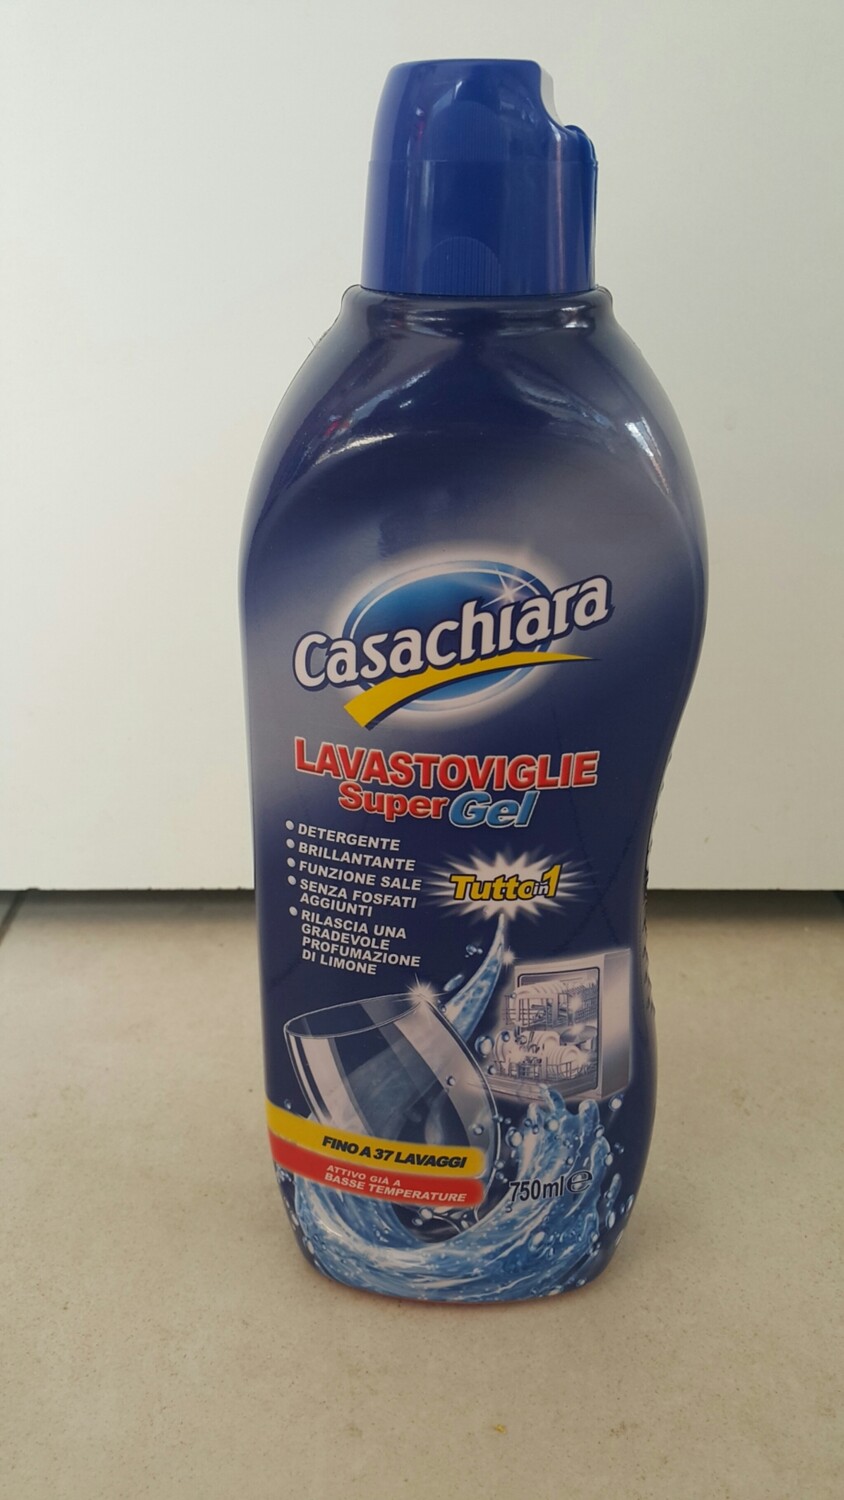 Casachiara
LAVASTOVIGLIE
Super Gel
• DETERGENTE
• BRILLANTANTE
• FUNZIONE SALE
• SENZA FOSFATI
AGGIUNTI
• RILASCIA UNA
GRADEVOLE
PROFUMAZIONE
DI LIMONE
Tutto in 1
FINO A 37 LAVAGGI
ATTIVO GIÀ A
BASSE TEMPERATURE
750ml ℮